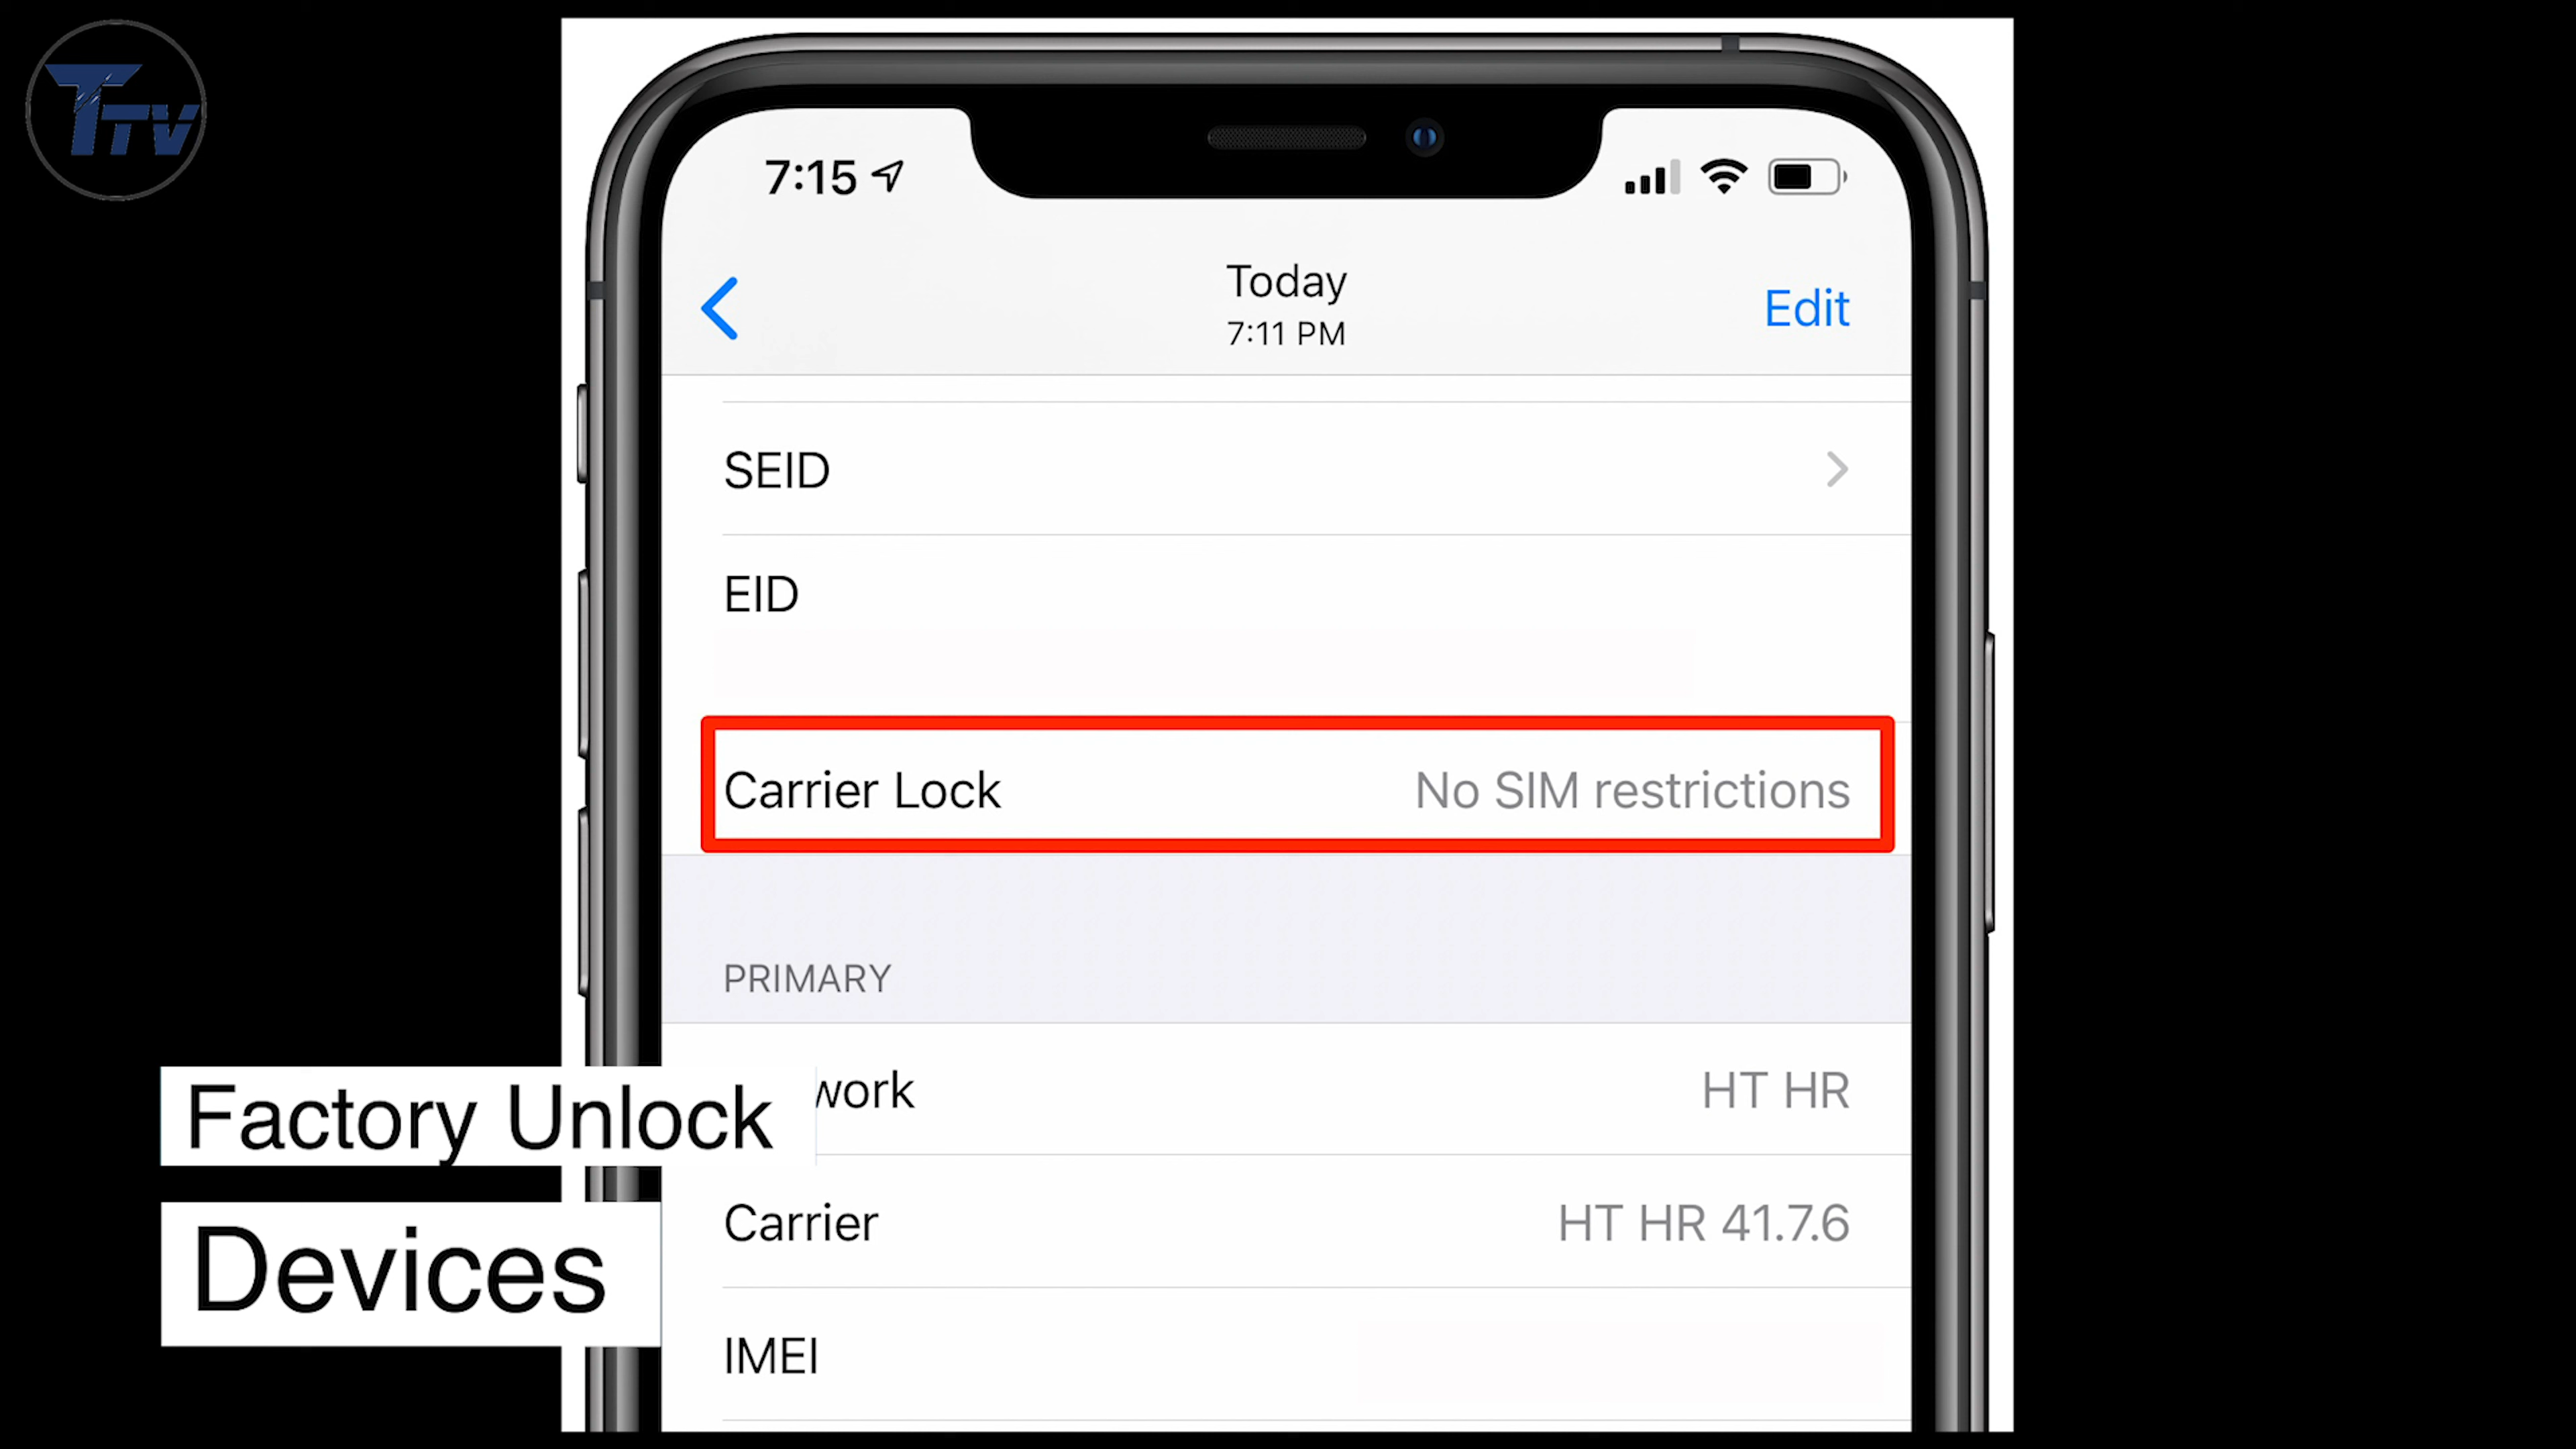 TTV
7:15
Today
7:11 PM
Edit
SEID
EID
Carrier Lock No SIM restrictions
PRIMARY
work HT HR
Factory Unlock
Carrier HT HR 41.7.6
Devices
IMEI